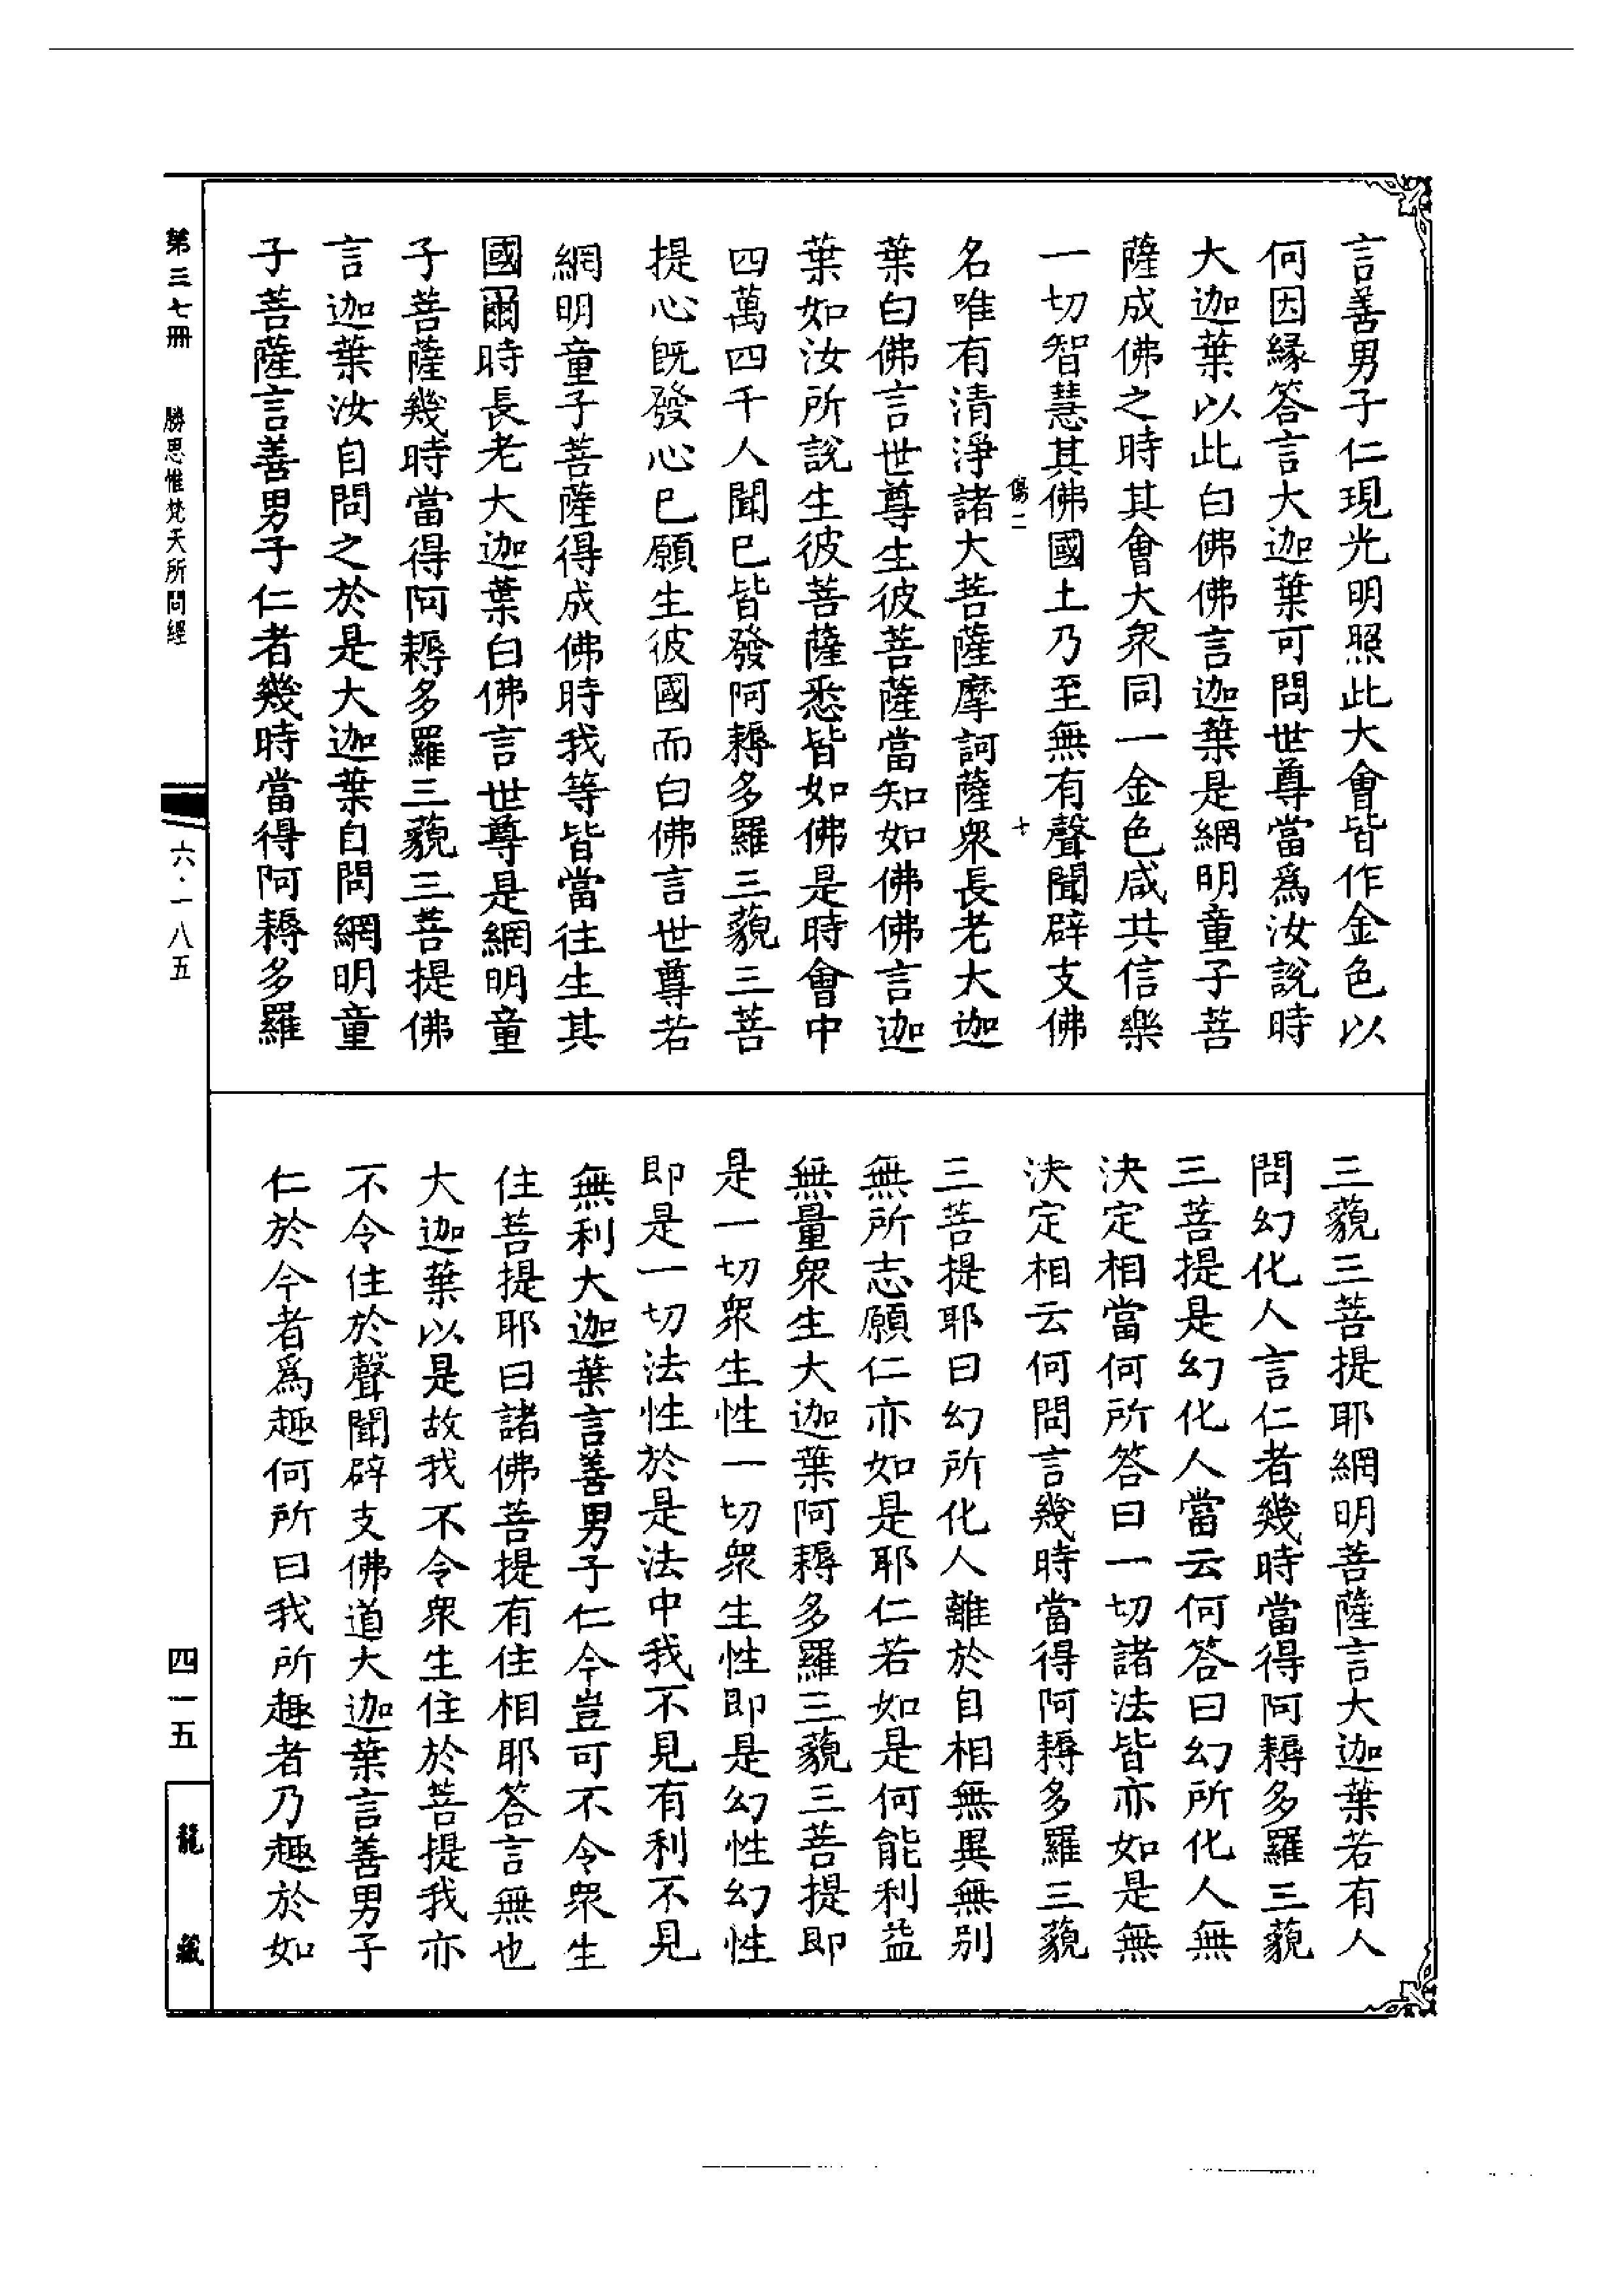 言善男子仁現光明照此大會皆作金色以
何因緣答言大迦葉可問世尊當爲汝說時
大迦葉以此白佛佛言迦葉是網明童子菩
薩成佛之時其會大衆同一金色咸共信樂
一切智慧其佛國土乃至無有聲聞辟支佛
傷二 十
名唯有清淨諸大菩薩摩訶薩衆長老大迦
葉白佛言世尊生彼菩薩當知如佛佛言迦
葉如汝所說生彼菩薩悉皆如佛是時會中
四萬四千人聞已皆發阿耨多羅三藐三菩
提心旣發心已願生彼國而白佛言世尊若
網明童子菩薩得成佛時我等皆當往生其
國爾時長老大迦葉白佛言世尊是網明童
子菩薩幾時當得阿耨多羅三藐三菩提佛
言迦葉汝自問之於是大迦葉白問網明童
子菩薩言善男子仁者幾時當得阿耨多羅
三藐三菩提耶網明菩薩言大迦葉若有人
問幻化人言仁者幾時當得阿耨多羅三藐
三菩提是幻化人當云何答曰幻所化人無
決定相當何所答曰一切諸法皆亦如是無
決定相云何問言幾時當得阿耨多羅三藐
三菩提耶曰幻所化人離於自相無異無別
無所志願仁亦如是耶仁若如是何能利益
無量衆生大迦葉阿耨多羅三藐三菩提即
是一切衆生性一切衆生性即是幻性幻性
即是一切法性於是法中我不見有利不見
無利大迦葉言善男子仁今豈可不令衆生
住菩提耶曰諸佛菩提有住相耶答言無也
大迦葉以是故我不令衆生住於菩提我亦
不令住於聲聞辟支佛道大迦葉言善男子
仁於今者爲趣何所曰我所趣者乃趣於如
第三七冊 勝思惟梵天所問經 六·一八五
四一五
龍藏